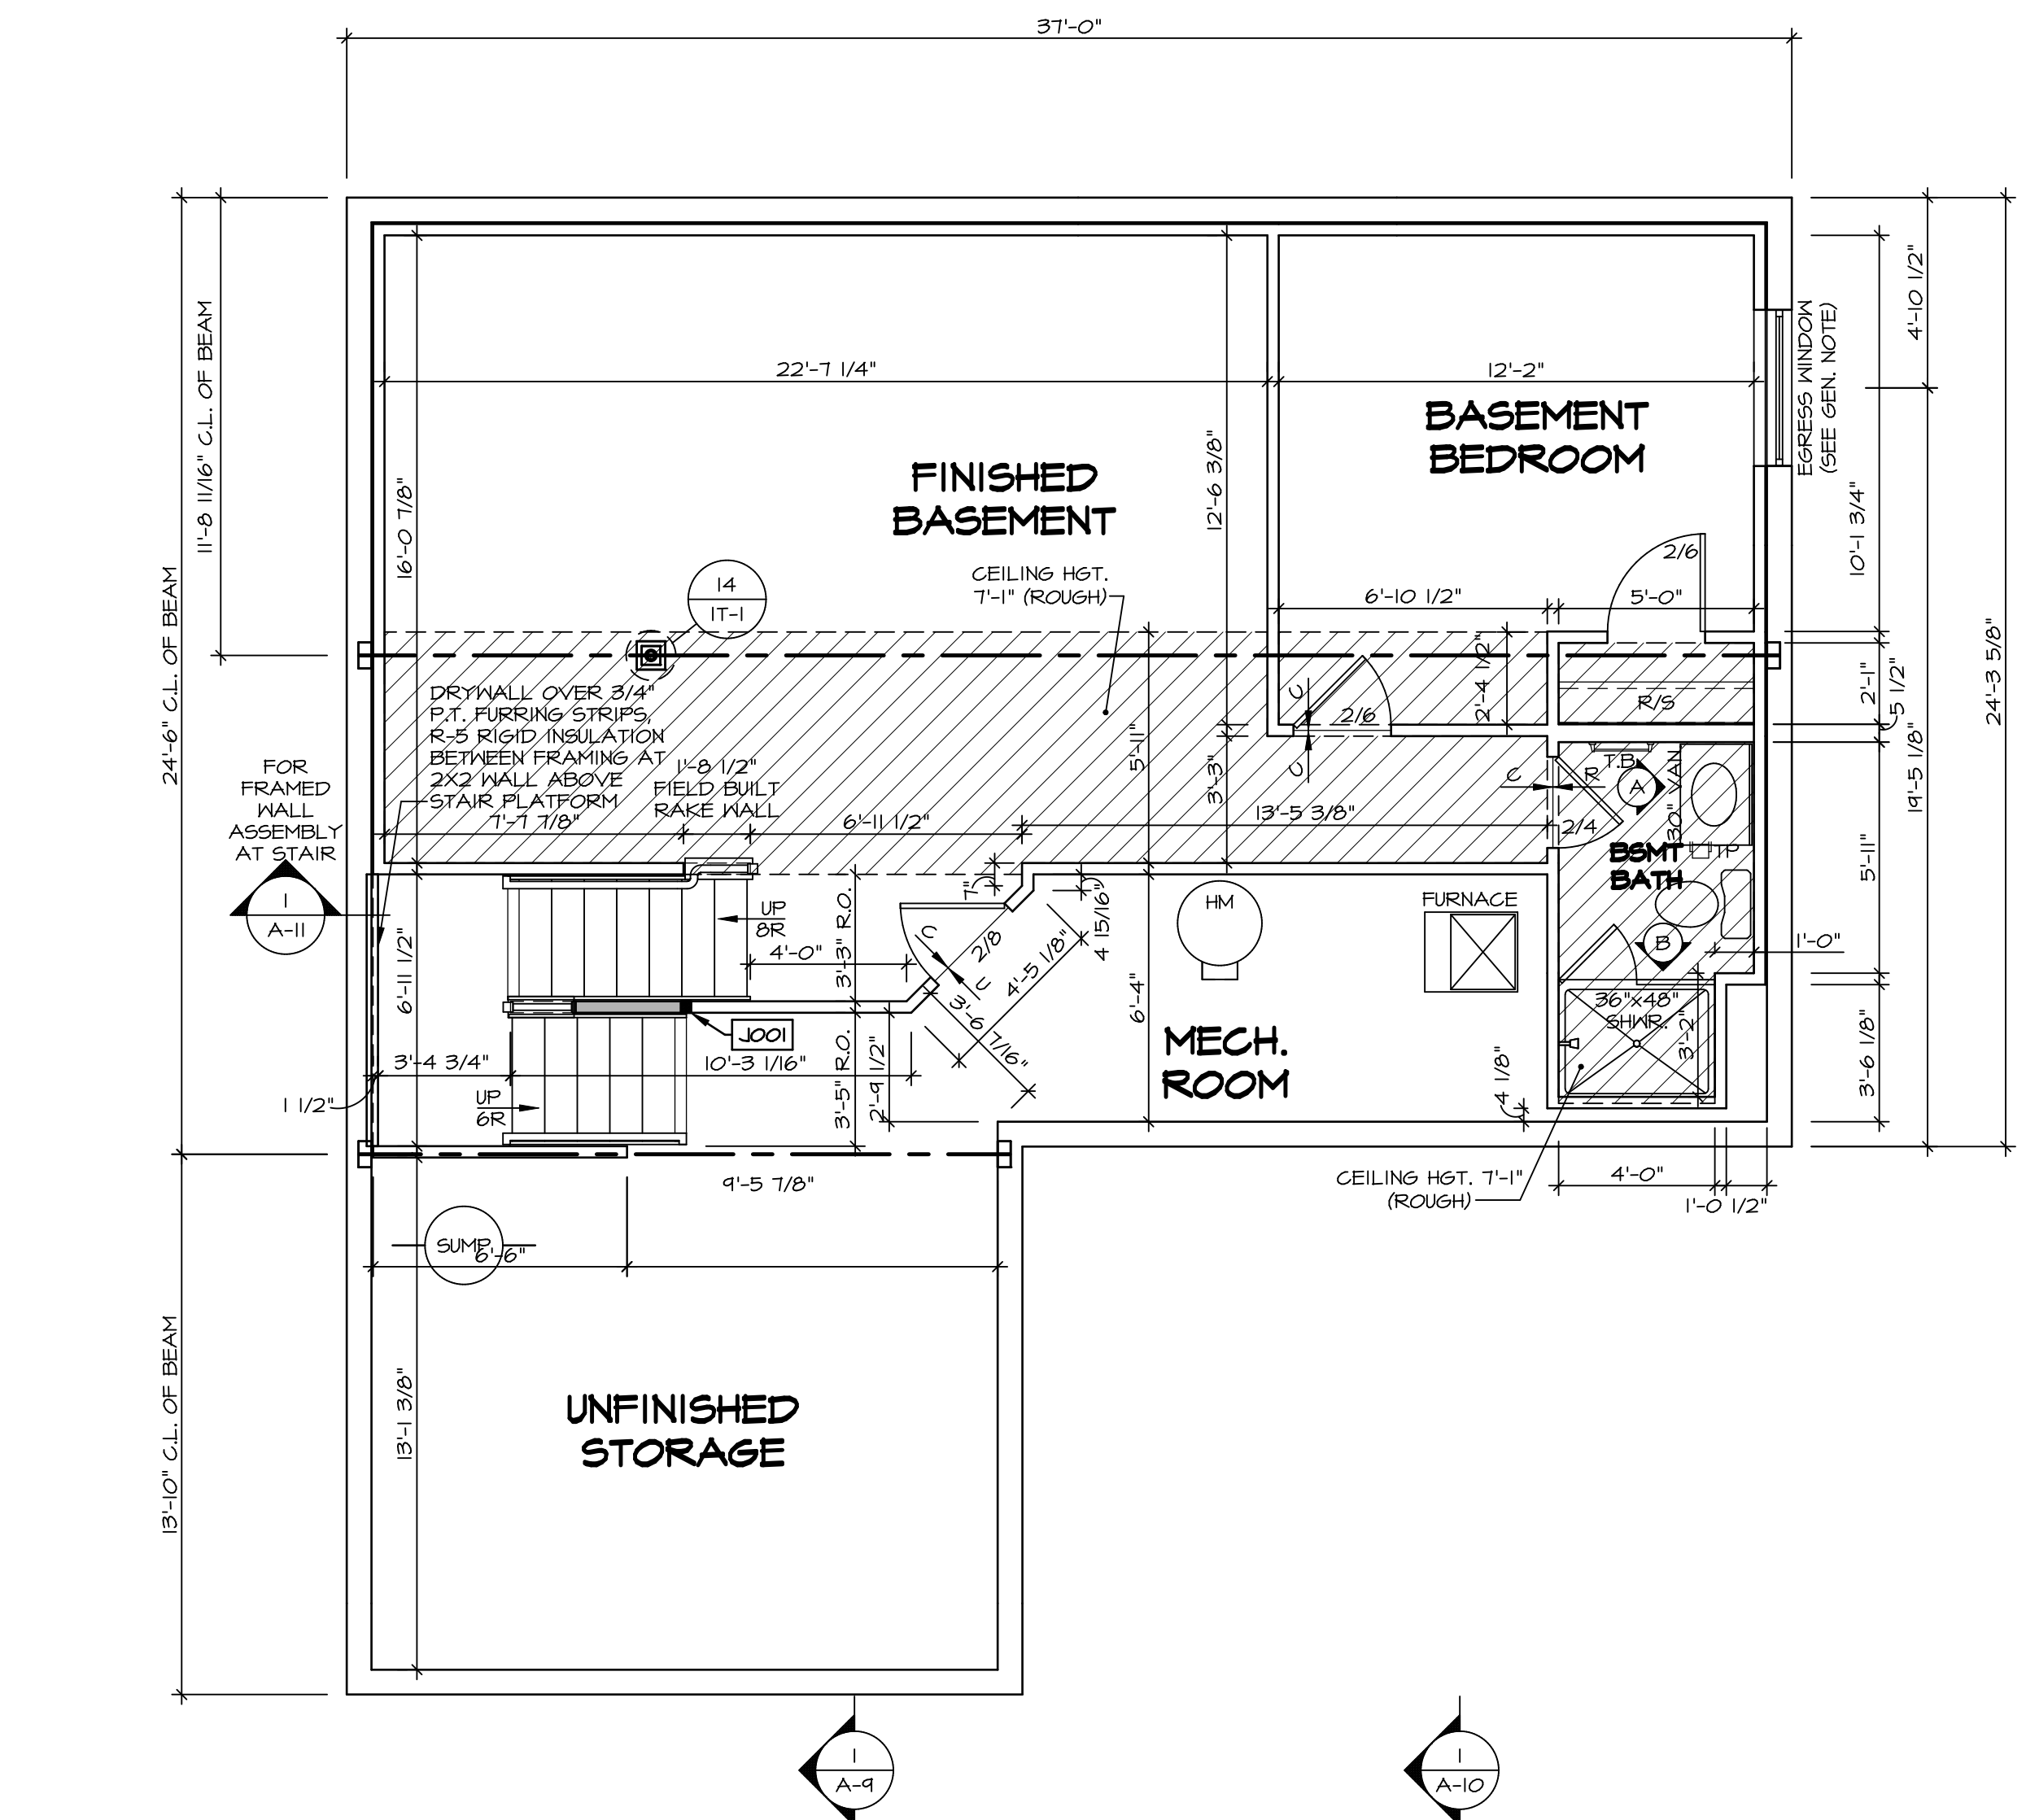 37'-0"
11'-8 11/16" C.L. OF BEAM
24'-6" C.L. OF BEAM
13'-10" C.L. OF BEAM
22'-7 1/4"
12'-2"
BASEMENT
BEDROOM
FINISHED
BASEMENT
16'-0 7/8"
12'-6 3/8"
EGRESS WINDOW
(SEE GEN. NOTE)
4'-10 1/2"
10'-1 3/4"
24'-3 5/8"
19'-5 1/8"
2'-1"
5 1/2"
5'-11"
3'-6 1/8"
14
1T-1
CEILING HGT.
7'-1" (ROUGH)
6'-10 1/2"
5'-0"
2/6
2'-4 1/2"
R/S
2/6
C
C
DRYWALL OVER 3/4"
P.T. FURRING STRIPS,
R-5 RIGID INSULATION
BETWEEN FRAMING AT
2X2 WALL ABOVE
STAIR PLATFORM
1'-8 1/2"
FIELD BUILT
RAKE WALL
7'-7 7/8"
6'-11 1/2"
13'-5 3/8"
5'-11"
3'-3"
FOR
FRAMED
WALL
ASSEMBLY
AT STAIR
1
A-11
C
R
T.B.
A
30" VAN
2/4
BSMT
BATH
TP
B
1'-0"
36"x48"
SHWR.
3'-2"
UP
8R
4'-0"
3'-3" R.O.
7"
4 15/16"
C
2/8
C
4'-5 1/8"
3'-6 7/16"
HM
FURNACE
6'-11 1/2"
6'-4"
MECH.
ROOM
J001
3'-4 3/4"
10'-3 1/16"
3'-5" R.O.
2'-9 1/2"
1 1/2"
UP
6R
4 1/8"
CEILING HGT. 7'-1"
(ROUGH)
4'-0"
1'-0 1/2"
9'-5 7/8"
SUMP
6'-6"
13'-1 3/8"
UNFINISHED
STORAGE
1
A-9
1
A-10